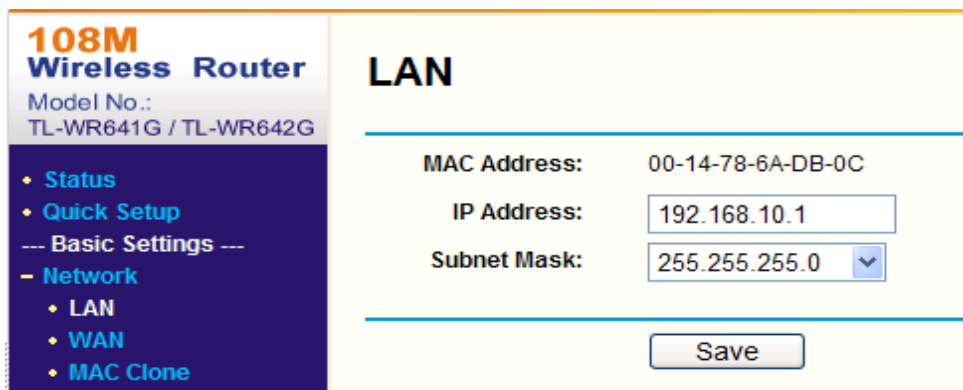 108M
Wireless Router
Model No.:
TL-WR641G / TL-WR642G
• Status
• Quick Setup
--- Basic Settings ---
– Network
• LAN
• WAN
• MAC Clone
LAN
MAC Address: 00-14-78-6A-DB-0C
IP Address: 192.168.10.1
Subnet Mask: 255.255.255.0
Save